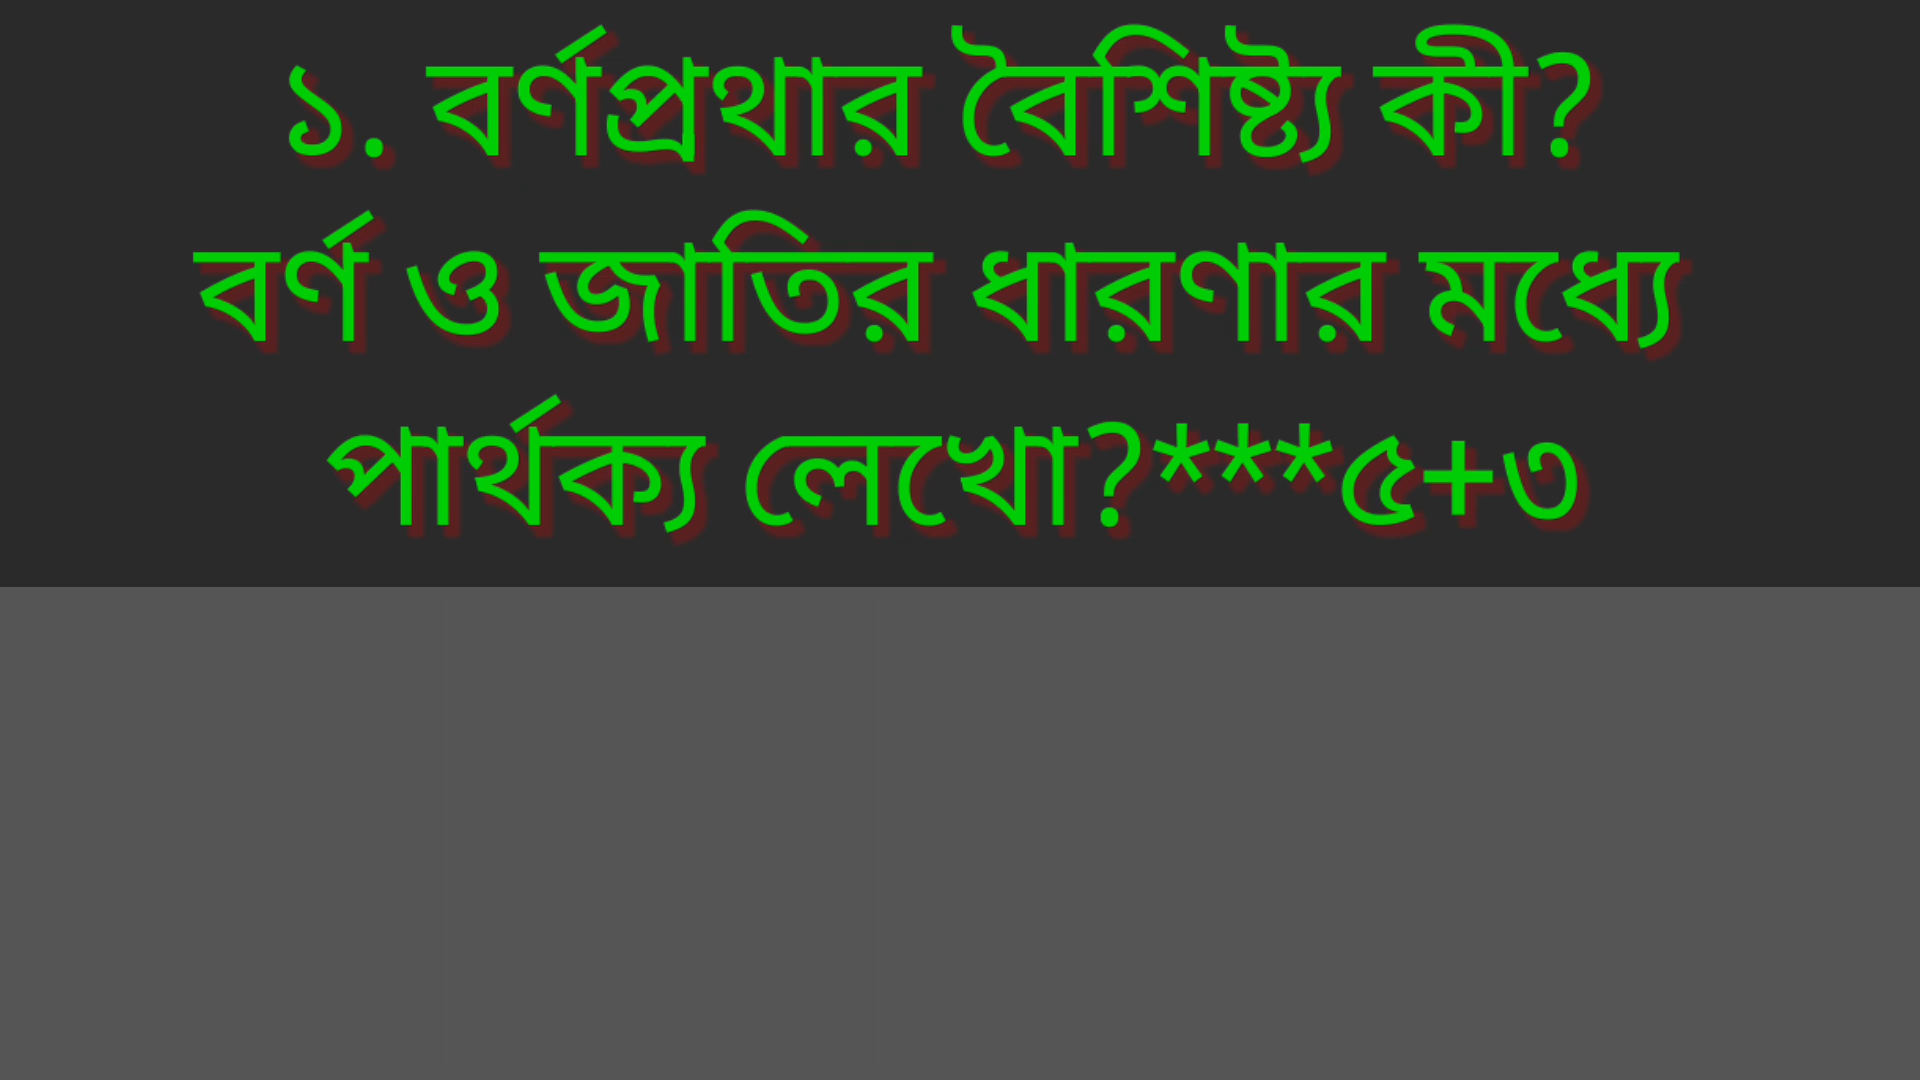 ১. বর্ণপ্রথার বৈশিষ্ট্য কী?
বর্ণ ও জাতির ধারণার মধ্যে
পার্থক্য লেখো?***৫+৩